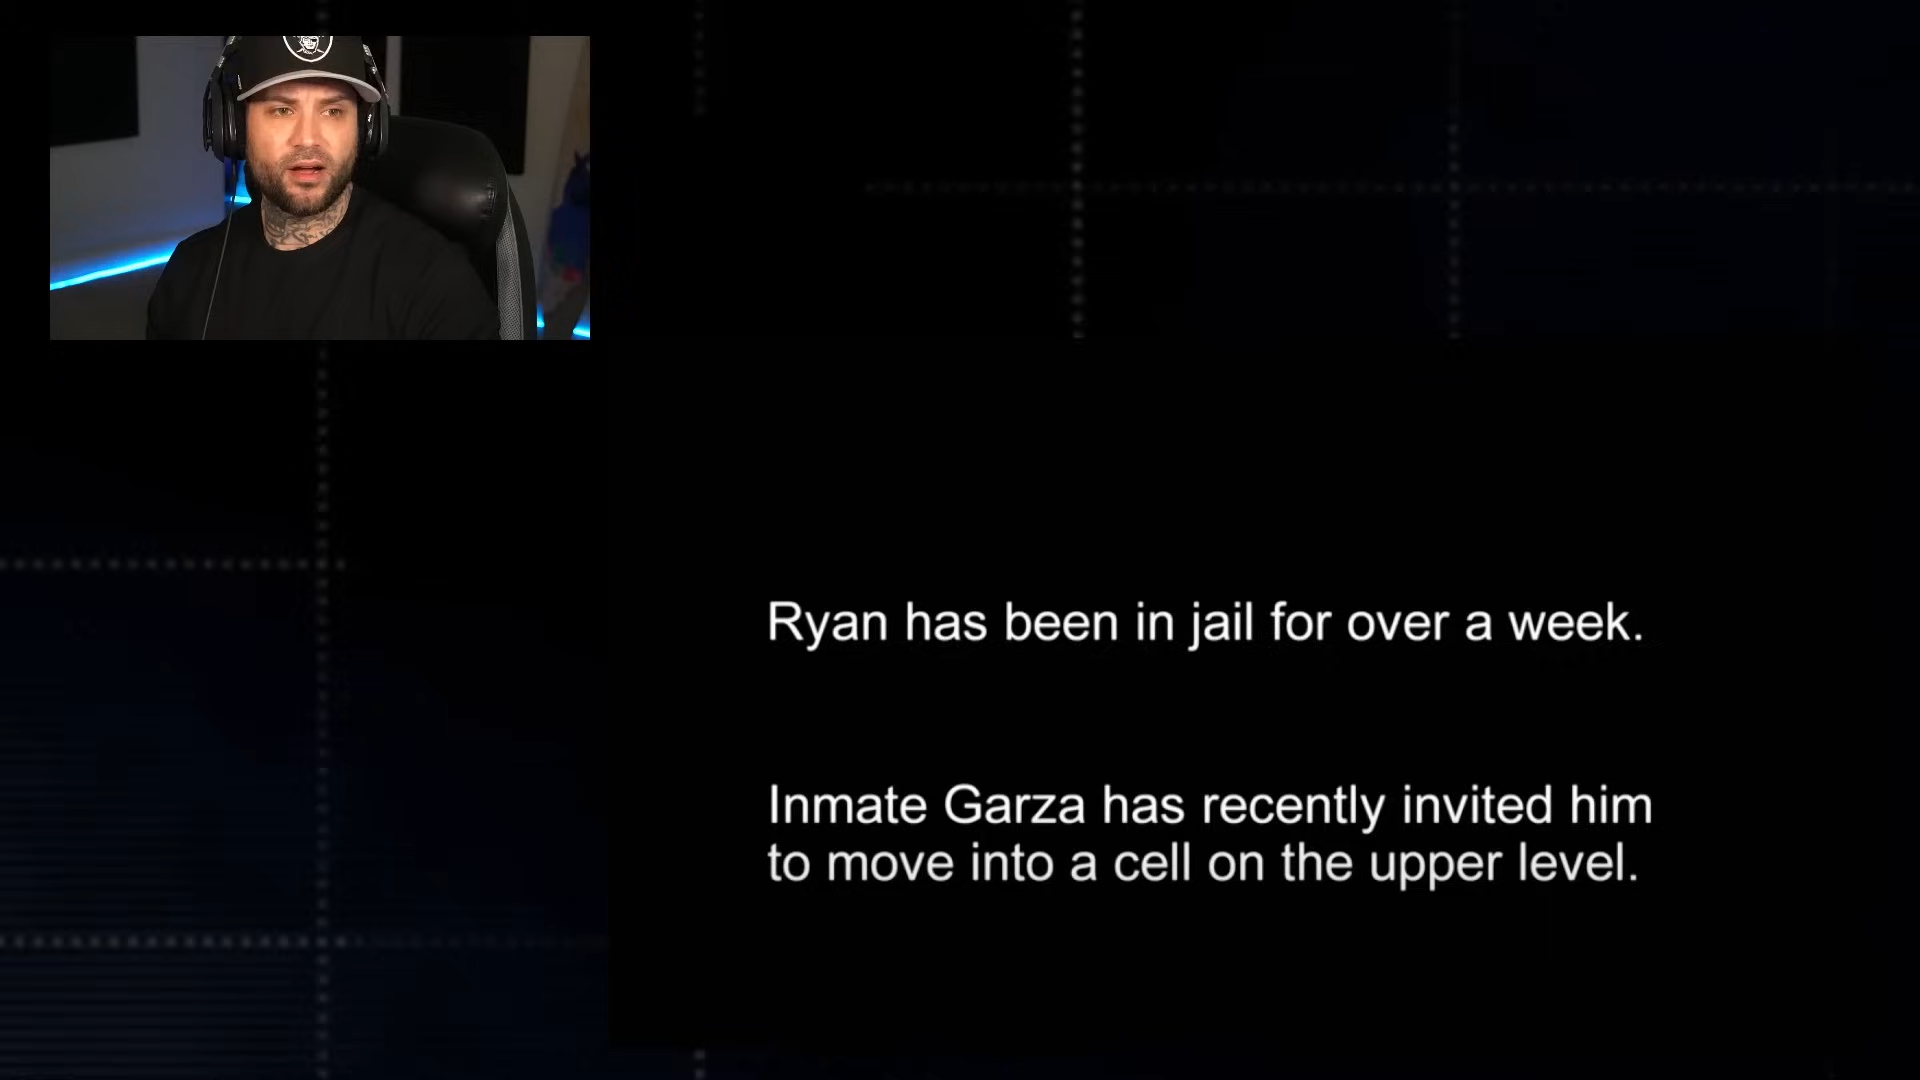 Ryan has been in jail for over a week.
Inmate Garza has recently invited him
to move into a cell on the upper level.